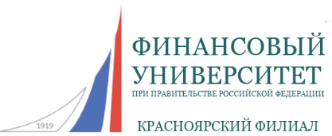 ФИНАНСОВЫЙ
УНИВЕРСИТЕТ
ПРИ ПРАВИТЕЛЬСТВЕ РОССИЙСКОЙ ФЕДЕРАЦИИ
1919
КРАСНОЯРСКИЙ ФИЛИАЛ